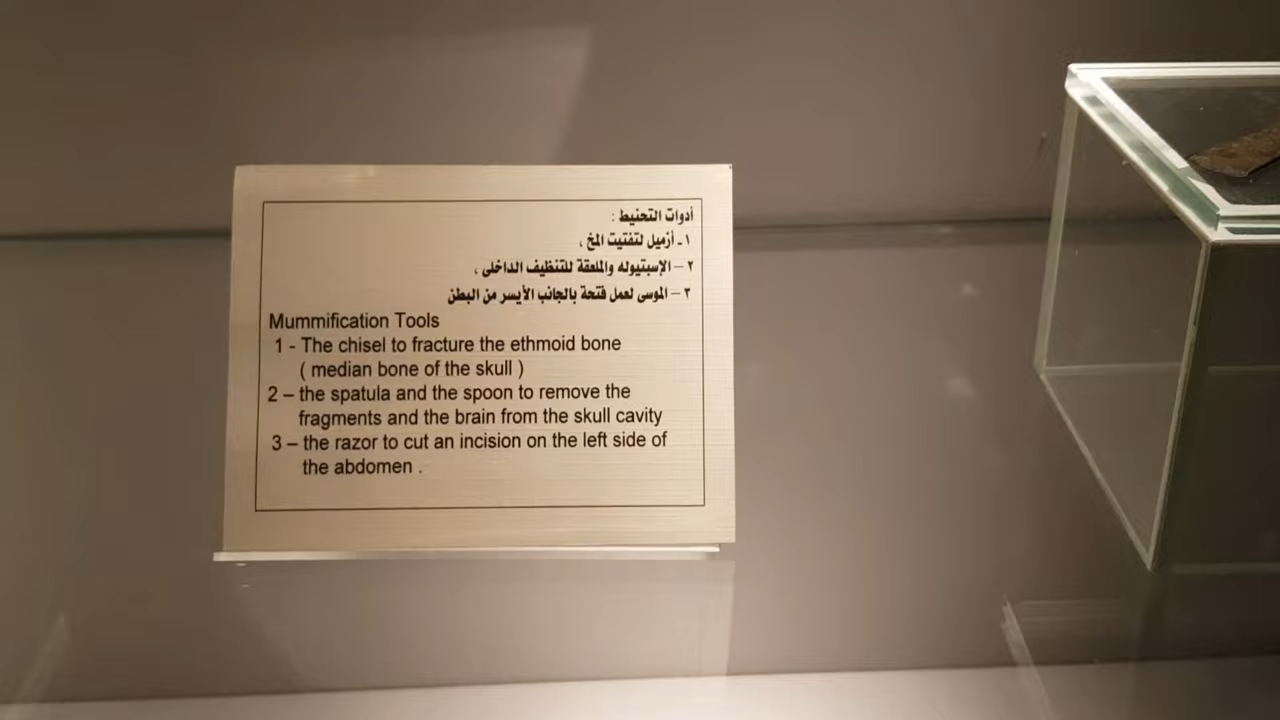 أدوات التحنيط :
١ـ أزميل لتفتيت المخ ،
٢ – الإسبتيوله والملعقة للتنظيف الداخلى ،
٣ – الموسى لعمل فتحة بالجانب الأيسر من البطن
Mummification Tools
1 - The chisel to fracture the ethmoid bone
( median bone of the skull )
2 – the spatula and the spoon to remove the
fragments and the brain from the skull cavity
3 – the razor to cut an incision on the left side of
the abdomen .